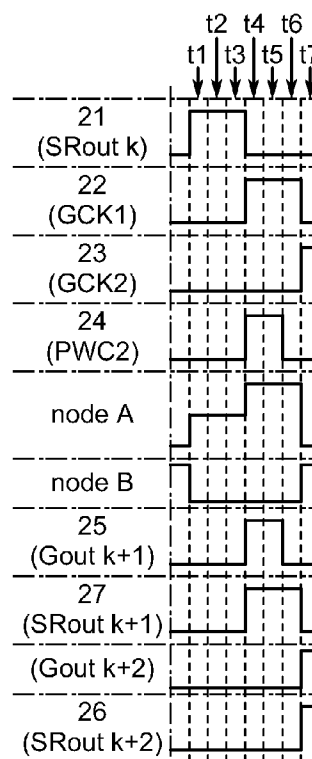 t2 t4 t6
t1 t3 t5 t7
21
(SRout k)
22
(GCK1)
23
(GCK2)
24
(PWC2)
node A
node B
25
(Gout k+1)
27
(SRout k+1)
(Gout k+2)
26
(SRout k+2)